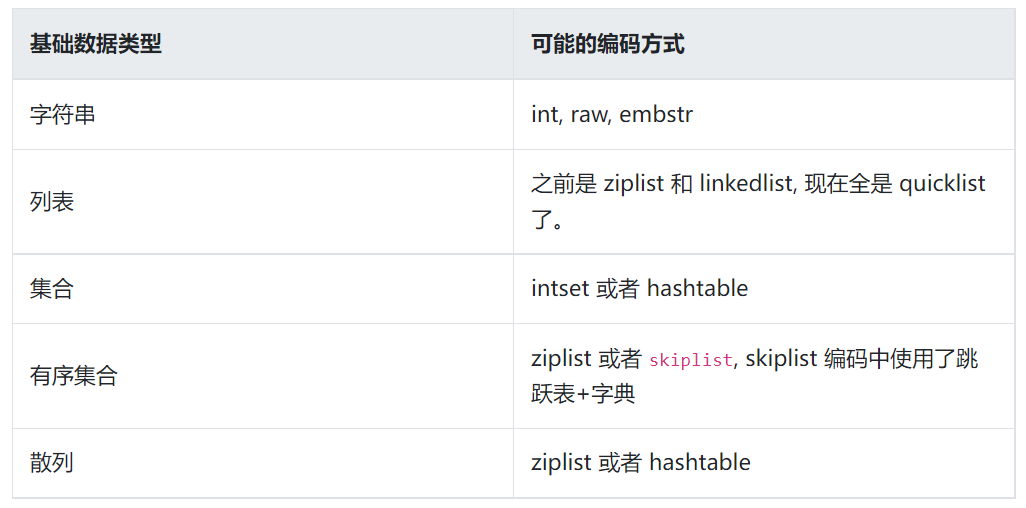 基础数据类型 可能的编码方式
字符串 int, raw, embstr
列表 之前是 ziplist 和 linkedlist, 现在全是 quicklist
了。
集合 intset 或者 hashtable
有序集合 ziplist 或者 skiplist, skiplist 编码中使用了跳
跃表+字典
散列 ziplist 或者 hashtable